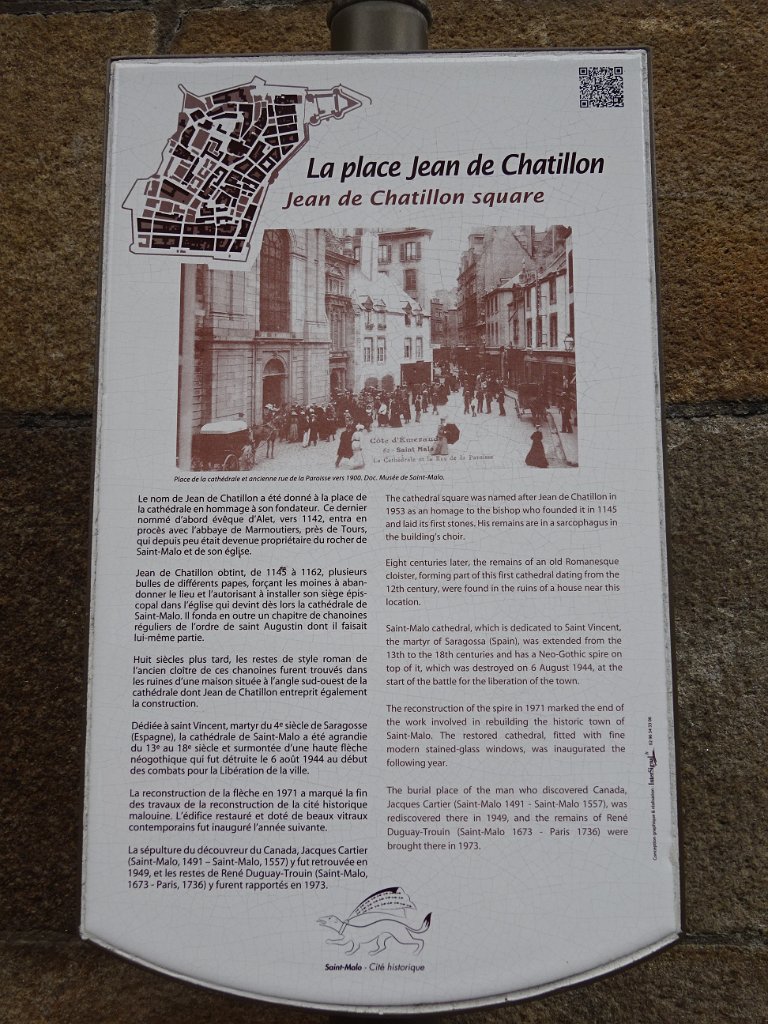 La place Jean de Chatillon
Jean de Chatillon square
Côte d'Emeraude
Saint Malo
La Cathédrale et la Rue de la Paroisse
Place de la cathédrale et ancienne rue de la Paroisse vers 1900. Doc. Musée de Saint-Malo.
Le nom de Jean de Chatillon a été donné à la place de
la cathédrale en hommage à son fondateur. Ce dernier
nommé d'abord évêque d'Alet, vers 1142, entra en
procès avec l'abbaye de Marmoutiers, près de Tours,
qui depuis peu était devenue propriétaire du rocher de
Saint-Malo et de son église.
Jean de Chatillon obtint, de 1145 à 1162, plusieurs
bulles de différents papes, forçant les moines à aban-
donner le lieu et l'autorisant à installer son siège épis-
copal dans l'église qui devint dès lors la cathédrale de
Saint-Malo. Il fonda en outre un chapitre de chanoines
réguliers de l'ordre de saint Augustin dont il faisait
lui-même partie.
Huit siècles plus tard, les restes de style roman de
l'ancien cloître de ces chanoines furent trouvés dans
les ruines d'une maison située à l'angle sud-ouest de la
cathédrale dont Jean de Chatillon entreprit également
la construction.
Dédiée à saint Vincent, martyr du 4e siècle de Saragosse
(Espagne), la cathédrale de Saint-Malo a été agrandie
du 13e au 18e siècle et surmontée d'une haute flèche
néogothique qui fut détruite le 6 août 1944 au début
des combats pour la Libération de la ville.
La reconstruction de la flèche en 1971 a marqué la fin
des travaux de la reconstruction de la cité historique
malouine. L'édifice restauré et doté de beaux vitraux
contemporains fut inauguré l'année suivante.
La sépulture du découvreur du Canada, Jacques Cartier
(Saint-Malo, 1491 – Saint-Malo, 1557) y fut retrouvée en
1949, et les restes de René Duguay-Trouin (Saint-Malo,
1673 - Paris, 1736) y furent rapportés en 1973.
The cathedral square was named after Jean de Chatillon in
1953 as an homage to the bishop who founded it in 1145
and laid its first stones. His remains are in a sarcophagus in
the building's choir.
Eight centuries later, the remains of an old Romanesque
cloister, forming part of this first cathedral dating from the
12th century, were found in the ruins of a house near this
location.
Saint-Malo cathedral, which is dedicated to Saint Vincent,
the martyr of Saragossa (Spain), was extended from the
13th to the 18th centuries and has a Neo-Gothic spire on
top of it, which was destroyed on 6 August 1944, at the
start of the battle for the liberation of the town.
The reconstruction of the spire in 1971 marked the end of
the work involved in rebuilding the historic town of
Saint-Malo. The restored cathedral, fitted with fine
modern stained-glass windows, was inaugurated the
following year.
The burial place of the man who discovered Canada,
Jacques Cartier (Saint-Malo 1491 - Saint-Malo 1557), was
rediscovered there in 1949, and the remains of René
Duguay-Trouin (Saint-Malo 1673 - Paris 1736) were
brought there in 1973.
Conception graphique & réalisation :
Saint-Malo - Cité historique